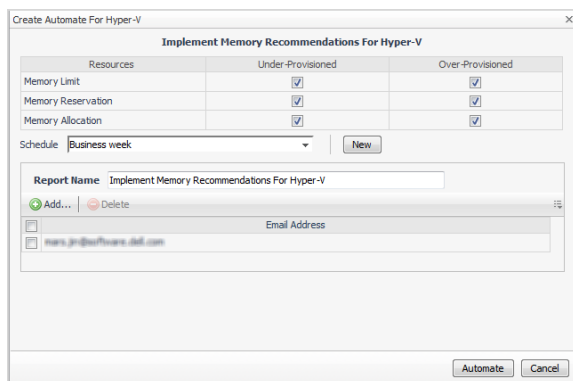 Create Automate For Hyper-V
Implement Memory Recommendations For Hyper-V
Resources Under-Provisioned Over-Provisioned
Memory Limit
Memory Reservation
Memory Allocation
Schedule Business week New
Report Name Implement Memory Recommendations For Hyper-V
Add... Delete
Email Address
Automate Cancel